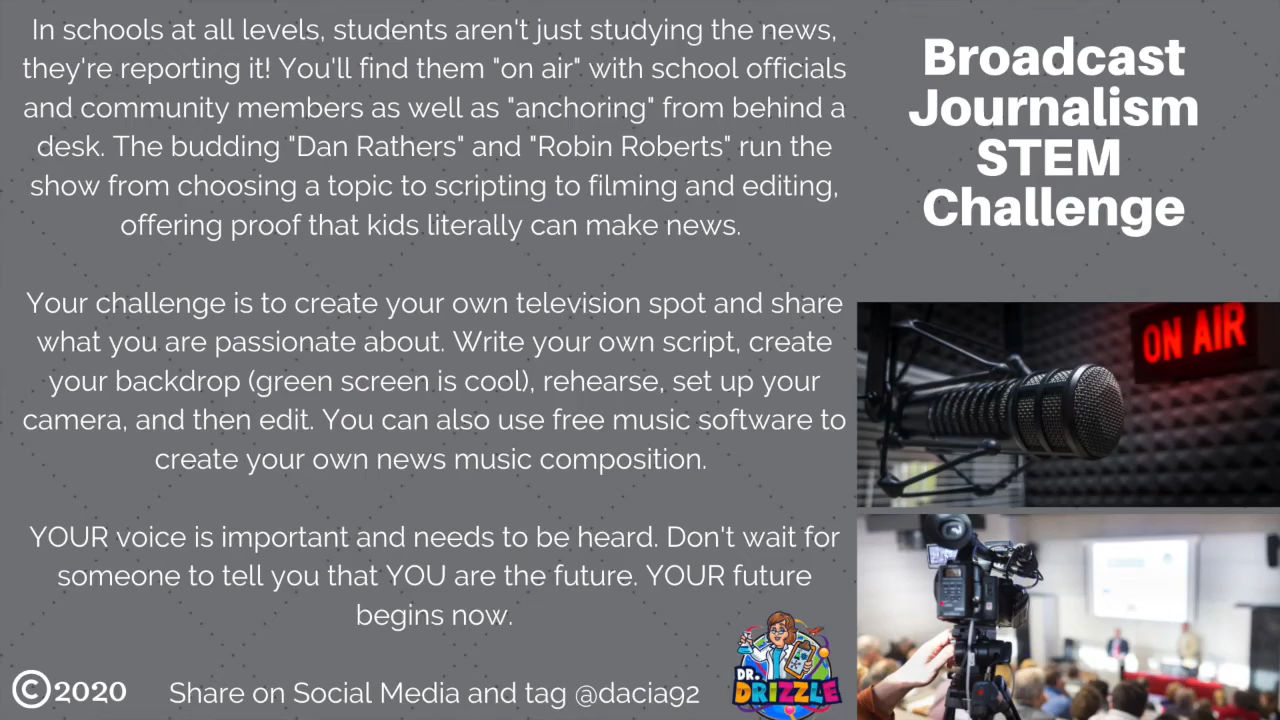 In schools at all levels, students aren't just studying the news,
they're reporting it! You'll find them "on air" with school officials
and community members as well as "anchoring" from behind a
desk. The budding "Dan Rathers" and "Robin Roberts" run the
show from choosing a topic to scripting to filming and editing,
offering proof that kids literally can make news.
Your challenge is to create your own television spot and share
what you are passionate about. Write your own script, create
your backdrop (green screen is cool), rehearse, set up your
camera, and then edit. You can also use free music software to
create your own news music composition.
YOUR voice is important and needs to be heard. Don't wait for
someone to tell you that YOU are the future. YOUR future
begins now.
©2020
Share on Social Media and tag @dacia92
DR.
DRIZZLE
Broadcast
Journalism
STEM
Challenge
ON AIR